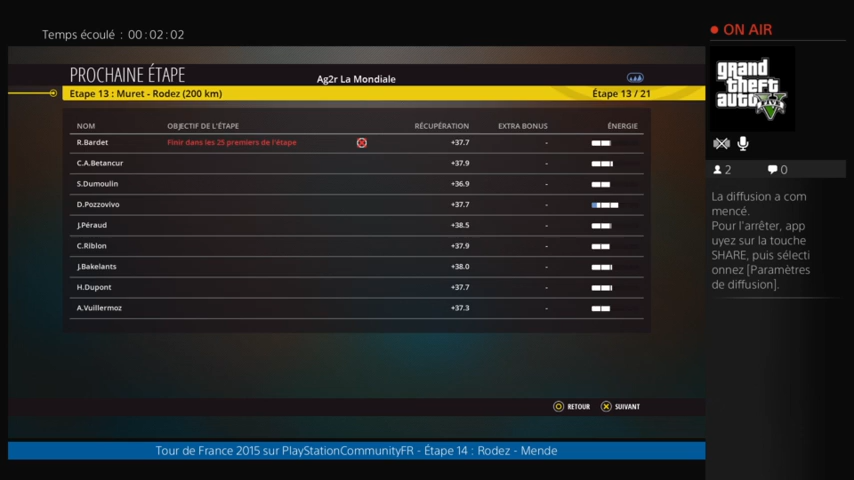 Temps écoulé : 00:02:02
ON AIR
PROCHAINE ÉTAPE
Ag2r La Mondiale
Etape 13 : Muret - Rodez (200 km)
Étape 13 / 21
NOM OBJECTIF DE L'ÉTAPE RÉCUPÉRATION EXTRA BONUS ÉNERGIE
R.Bardet Finir dans les 25 premiers de l'étape +37.7 -
C.A.Betancur +37.9 -
S.Dumoulin +36.9 -
D.Pozzovivo +37.7 -
J.Péraud +38.5 -
C.Riblon +37.9 -
J.Bakelants +38.0 -
H.Dupont +37.7 -
A.Vuillermoz +37.3 -
RETOUR SUIVANT
Tour de France 2015 sur PlayStationCommunityFR - Étape 14 : Rodez - Mende
grand
theft
auto V
FIVE
2 0
La diffusion a com
mencé.
Pour l'arrêter, app
uyez sur la touche
SHARE, puis sélecti
onnez [Paramètres
de diffusion].